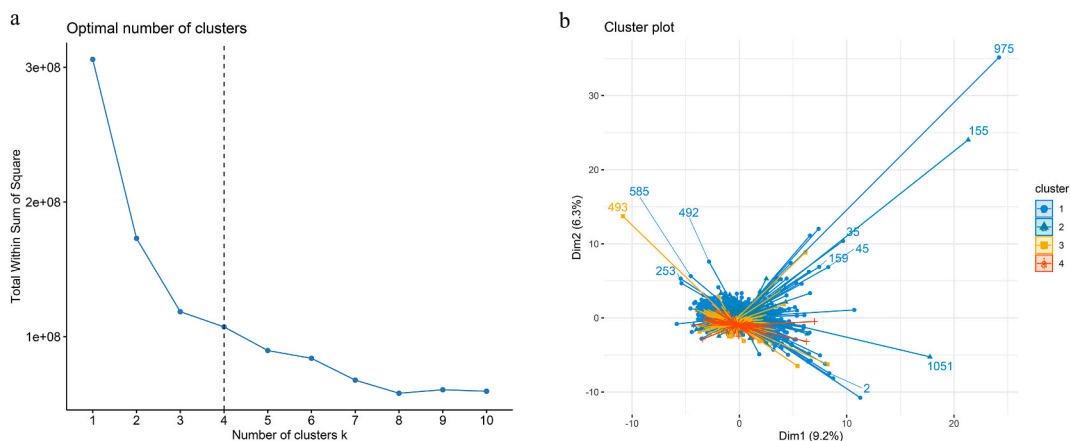 a
Optimal number of clusters
Total Within Sum of Square
3e+08
2e+08
1e+08
1 2 3 4 5 6 7 8 9 10
Number of clusters k
b
Cluster plot
Dim2 (6.3%)
30
20
10
0
-10
975
155
585
493
492
35
45
159
253
1051
2
-10 0 10 20
Dim1 (9.2%)
cluster
1
2
3
4